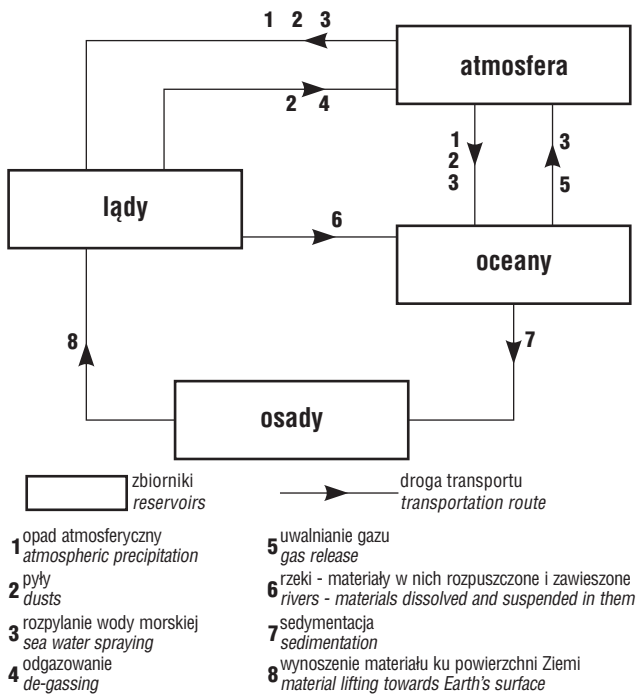 1 2 3
atmosfera
2 4
1
2
3
3
5
lądy
6
oceany
8
7
osady
zbiorniki
reservoirs
droga transportu
transportation route
1 opad atmosferyczny
atmospheric precipitation
2 pyły
dusts
3 rozpylanie wody morskiej
sea water spraying
4 odgazowanie
de-gassing
5 uwalnianie gazu
gas release
6 rzeki - materiały w nich rozpuszczone i zawieszone
rivers - materials dissolved and suspended in them
7 sedymentacja
sedimentation
8 wynoszenie materiału ku powierzchni Ziemi
material lifting towards Earth's surface